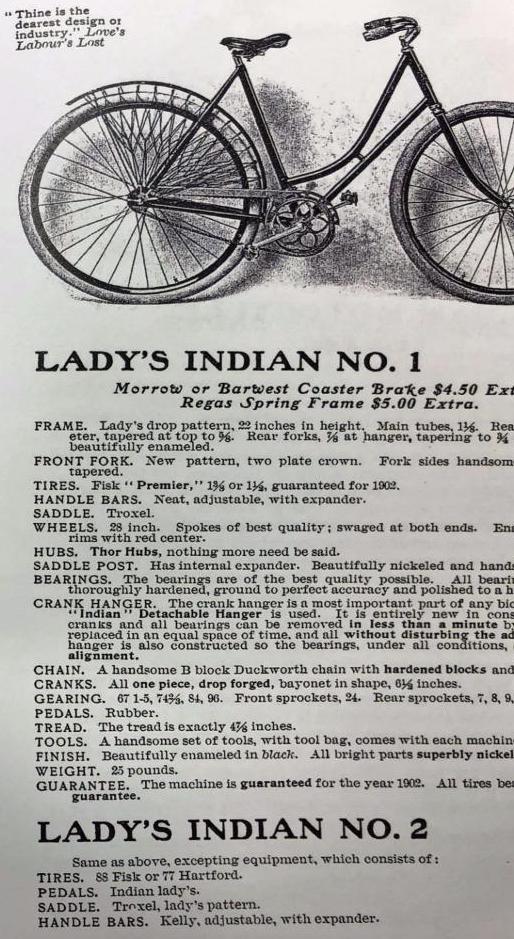 “Thine is the
dearest design of
industry.” Love’s
Labour’s Lost
LADY’S INDIAN NO. 1
Morrow or Barwest Coaster Brake $4.50 Ext
Regas Spring Frame $5.00 Extra.
FRAME. Lady’s drop pattern, 22 inches in height. Main tubes, 1⅛. Rea
eter, tapered at top to ⅝. Rear forks, ⅞ at hanger, tapering to ¾
beautifully enameled.
FRONT FORK. New pattern, two plate crown. Fork sides handsom
tapered.
TIRES. Fisk “Premier,” 1⅜ or 1½, guaranteed for 1902.
HANDLE BARS. Neat, adjustable, with expander.
SADDLE. Troxel.
WHEELS. 28 inch. Spokes of best quality; swaged at both ends. En
rims with red center.
HUBS. Thor Hubs, nothing more need be said.
SADDLE POST. Has internal expander. Beautifully nickeled and hand
BEARINGS. The bearings are of the best quality possible. All beari
thoroughly hardened, ground to perfect accuracy and polished to a h
CRANK HANGER. The crank hanger is a most important part of any bic
“Indian” Detachable Hanger is used. It is entirely new in cons
cranks and all bearings can be removed in less than a minute by
replaced in an equal space of time, and all without disturbing the ad
hanger is also constructed so the bearings, under all conditions,
alignment.
CHAIN. A handsome B block Duckworth chain with hardened blocks and
CRANKS. All one piece, drop forged, bayonet in shape, 6½ inches.
GEARING. 67 1-5, 74⅔, 84, 96. Front sprockets, 24. Rear sprockets, 7, 8, 9,
PEDALS. Rubber.
TREAD. The tread is exactly 4⅞ inches.
TOOLS. A handsome set of tools, with tool bag, comes with each machin
FINISH. Beautifully enameled in black. All bright parts superbly nickel
WEIGHT. 25 pounds.
GUARANTEE. The machine is guaranteed for the year 1902. All tires bea
guarantee.
LADY’S INDIAN NO. 2
Same as above, excepting equipment, which consists of:
TIRES. 88 Fisk or 77 Hartford.
PEDALS. Indian lady’s.
SADDLE. Troxel, lady’s pattern.
HANDLE BARS. Kelly, adjustable, with expander.